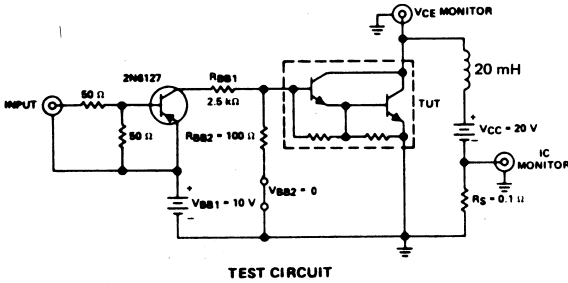 VCE MONITOR
2N6127
RBB1
50 Ω
20 mH
INPUT
2.5 kΩ
TUT
50 Ω
RBB2 = 100 Ω
+
VCC = 20 V
-
IC
MONITOR
+
VBB1 = 10 V
-
VBB2 = 0
RS = 0.1 Ω
TEST CIRCUIT